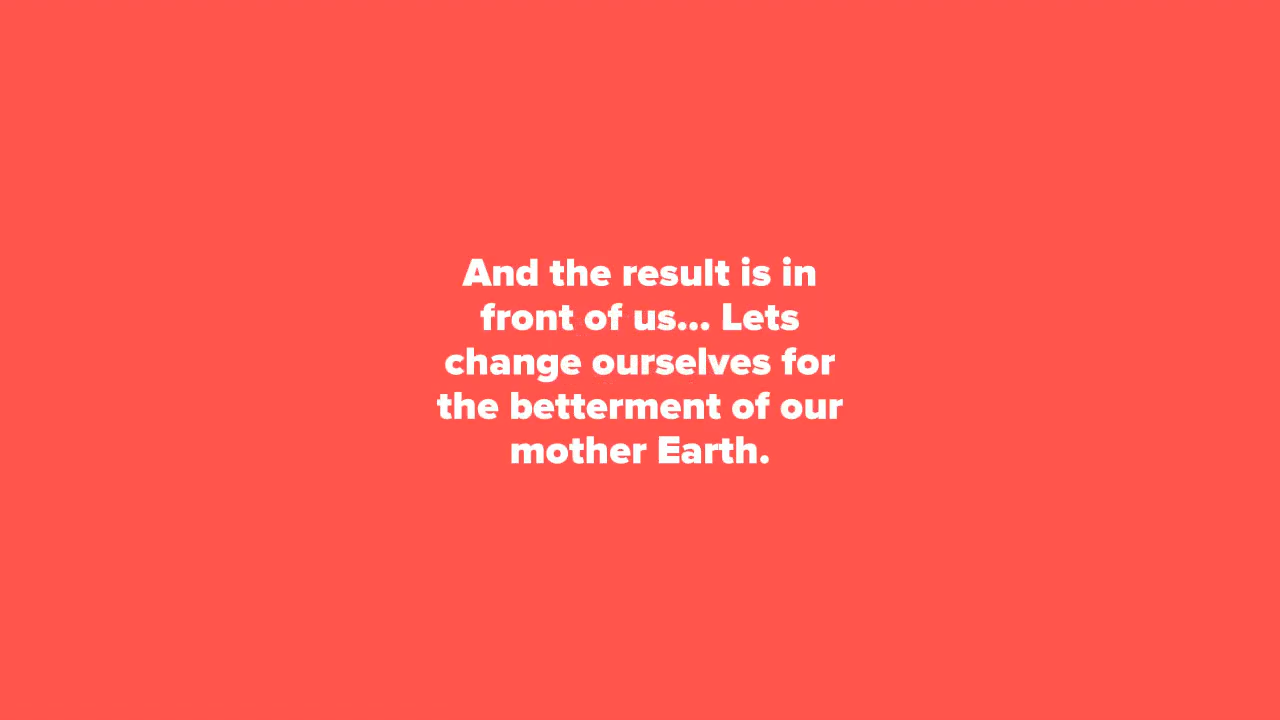 And the result is in
front of us... Lets
change ourselves for
the betterment of our
mother Earth.